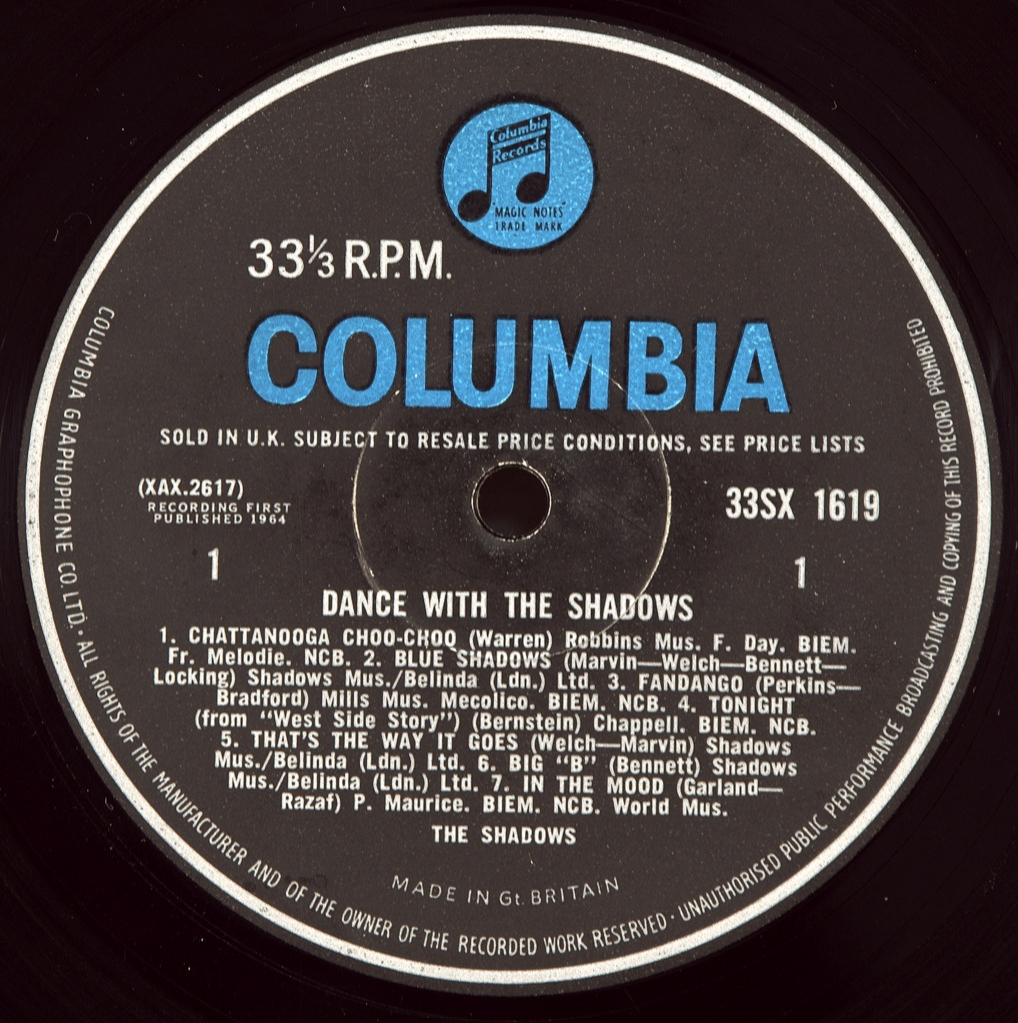 Columbia
Records
"MAGIC NOTES"
TRADE MARK
33⅓ R.P.M.
COLUMBIA
SOLD IN U.K. SUBJECT TO RESALE PRICE CONDITIONS, SEE PRICE LISTS
(XAX.2617)
RECORDING FIRST
PUBLISHED 1964
33SX 1619
1
1
DANCE WITH THE SHADOWS
1. CHATTANOOGA CHOO-CHOO (Warren) Robbins Mus. F. Day. BIEM.
Fr. Melodie. NCB. 2. BLUE SHADOWS (Marvin—Welch—Bennett—
Locking) Shadows Mus./Belinda (Ldn.) Ltd. 3. FANDANGO (Perkins—
Bradford) Mills Mus. Mecolico. BIEM. NCB. 4. TONIGHT
(from "West Side Story") (Bernstein) Chappell. BIEM. NCB.
5. THAT'S THE WAY IT GOES (Welch—Marvin) Shadows
Mus./Belinda (Ldn.) Ltd. 6. BIG "B" (Bennett) Shadows
Mus./Belinda (Ldn.) Ltd. 7. IN THE MOOD (Garland—
Razaf) P. Maurice. BIEM. NCB. World Mus.
THE SHADOWS
MADE IN Gt. BRITAIN
COLUMBIA GRAPHOPHONE CO. LTD. · ALL RIGHTS OF THE MANUFACTURER AND OF THE OWNER OF THE RECORDED WORK RESERVED · UNAUTHORISED PUBLIC PERFORMANCE BROADCASTING AND COPYING OF THIS RECORD PROHIBITED